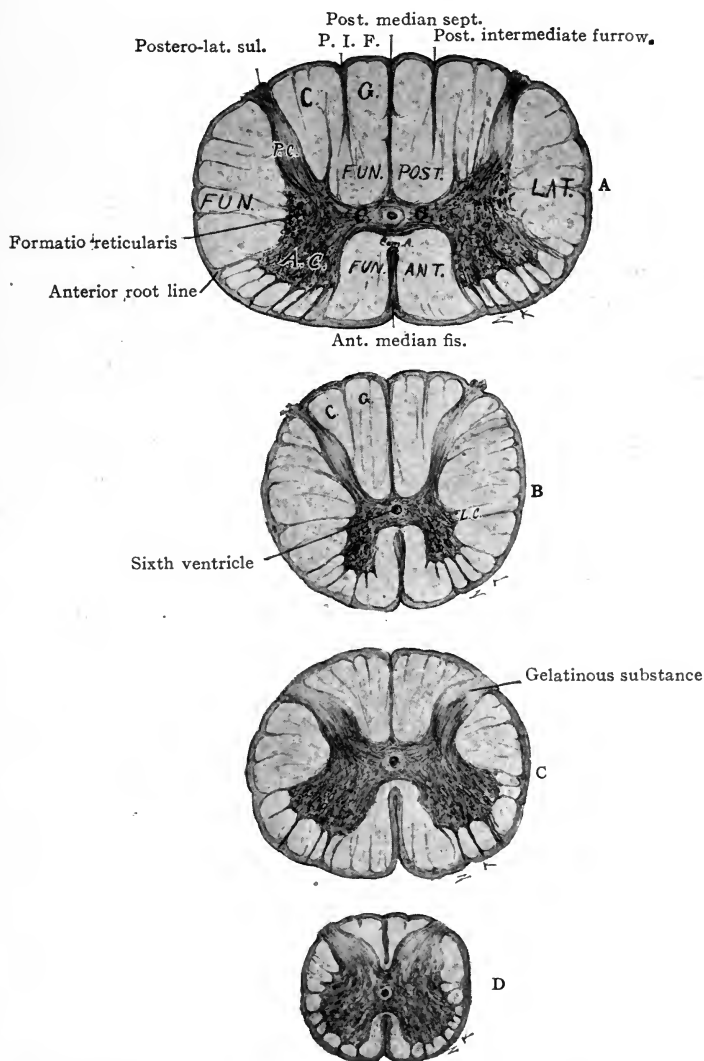 Post. median sept.
Postero-lat. sul. P. I. F. Post. intermediate furrow.
C. G.
P.C.
FUN. POST.
FUN. LAT. A
Formatio reticularis
Com. A.
A.C. FUN. ANT.
Anterior root line
Ant. median fis.
C. G.
B
L.C.
Sixth ventricle
Gelatinous substance
C
D